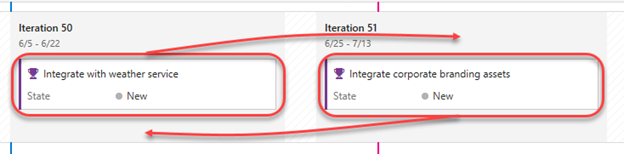 Iteration 50
6/5 - 6/22
Integrate with weather service
State New
Iteration 51
6/25 - 7/13
Integrate corporate branding assets
State New